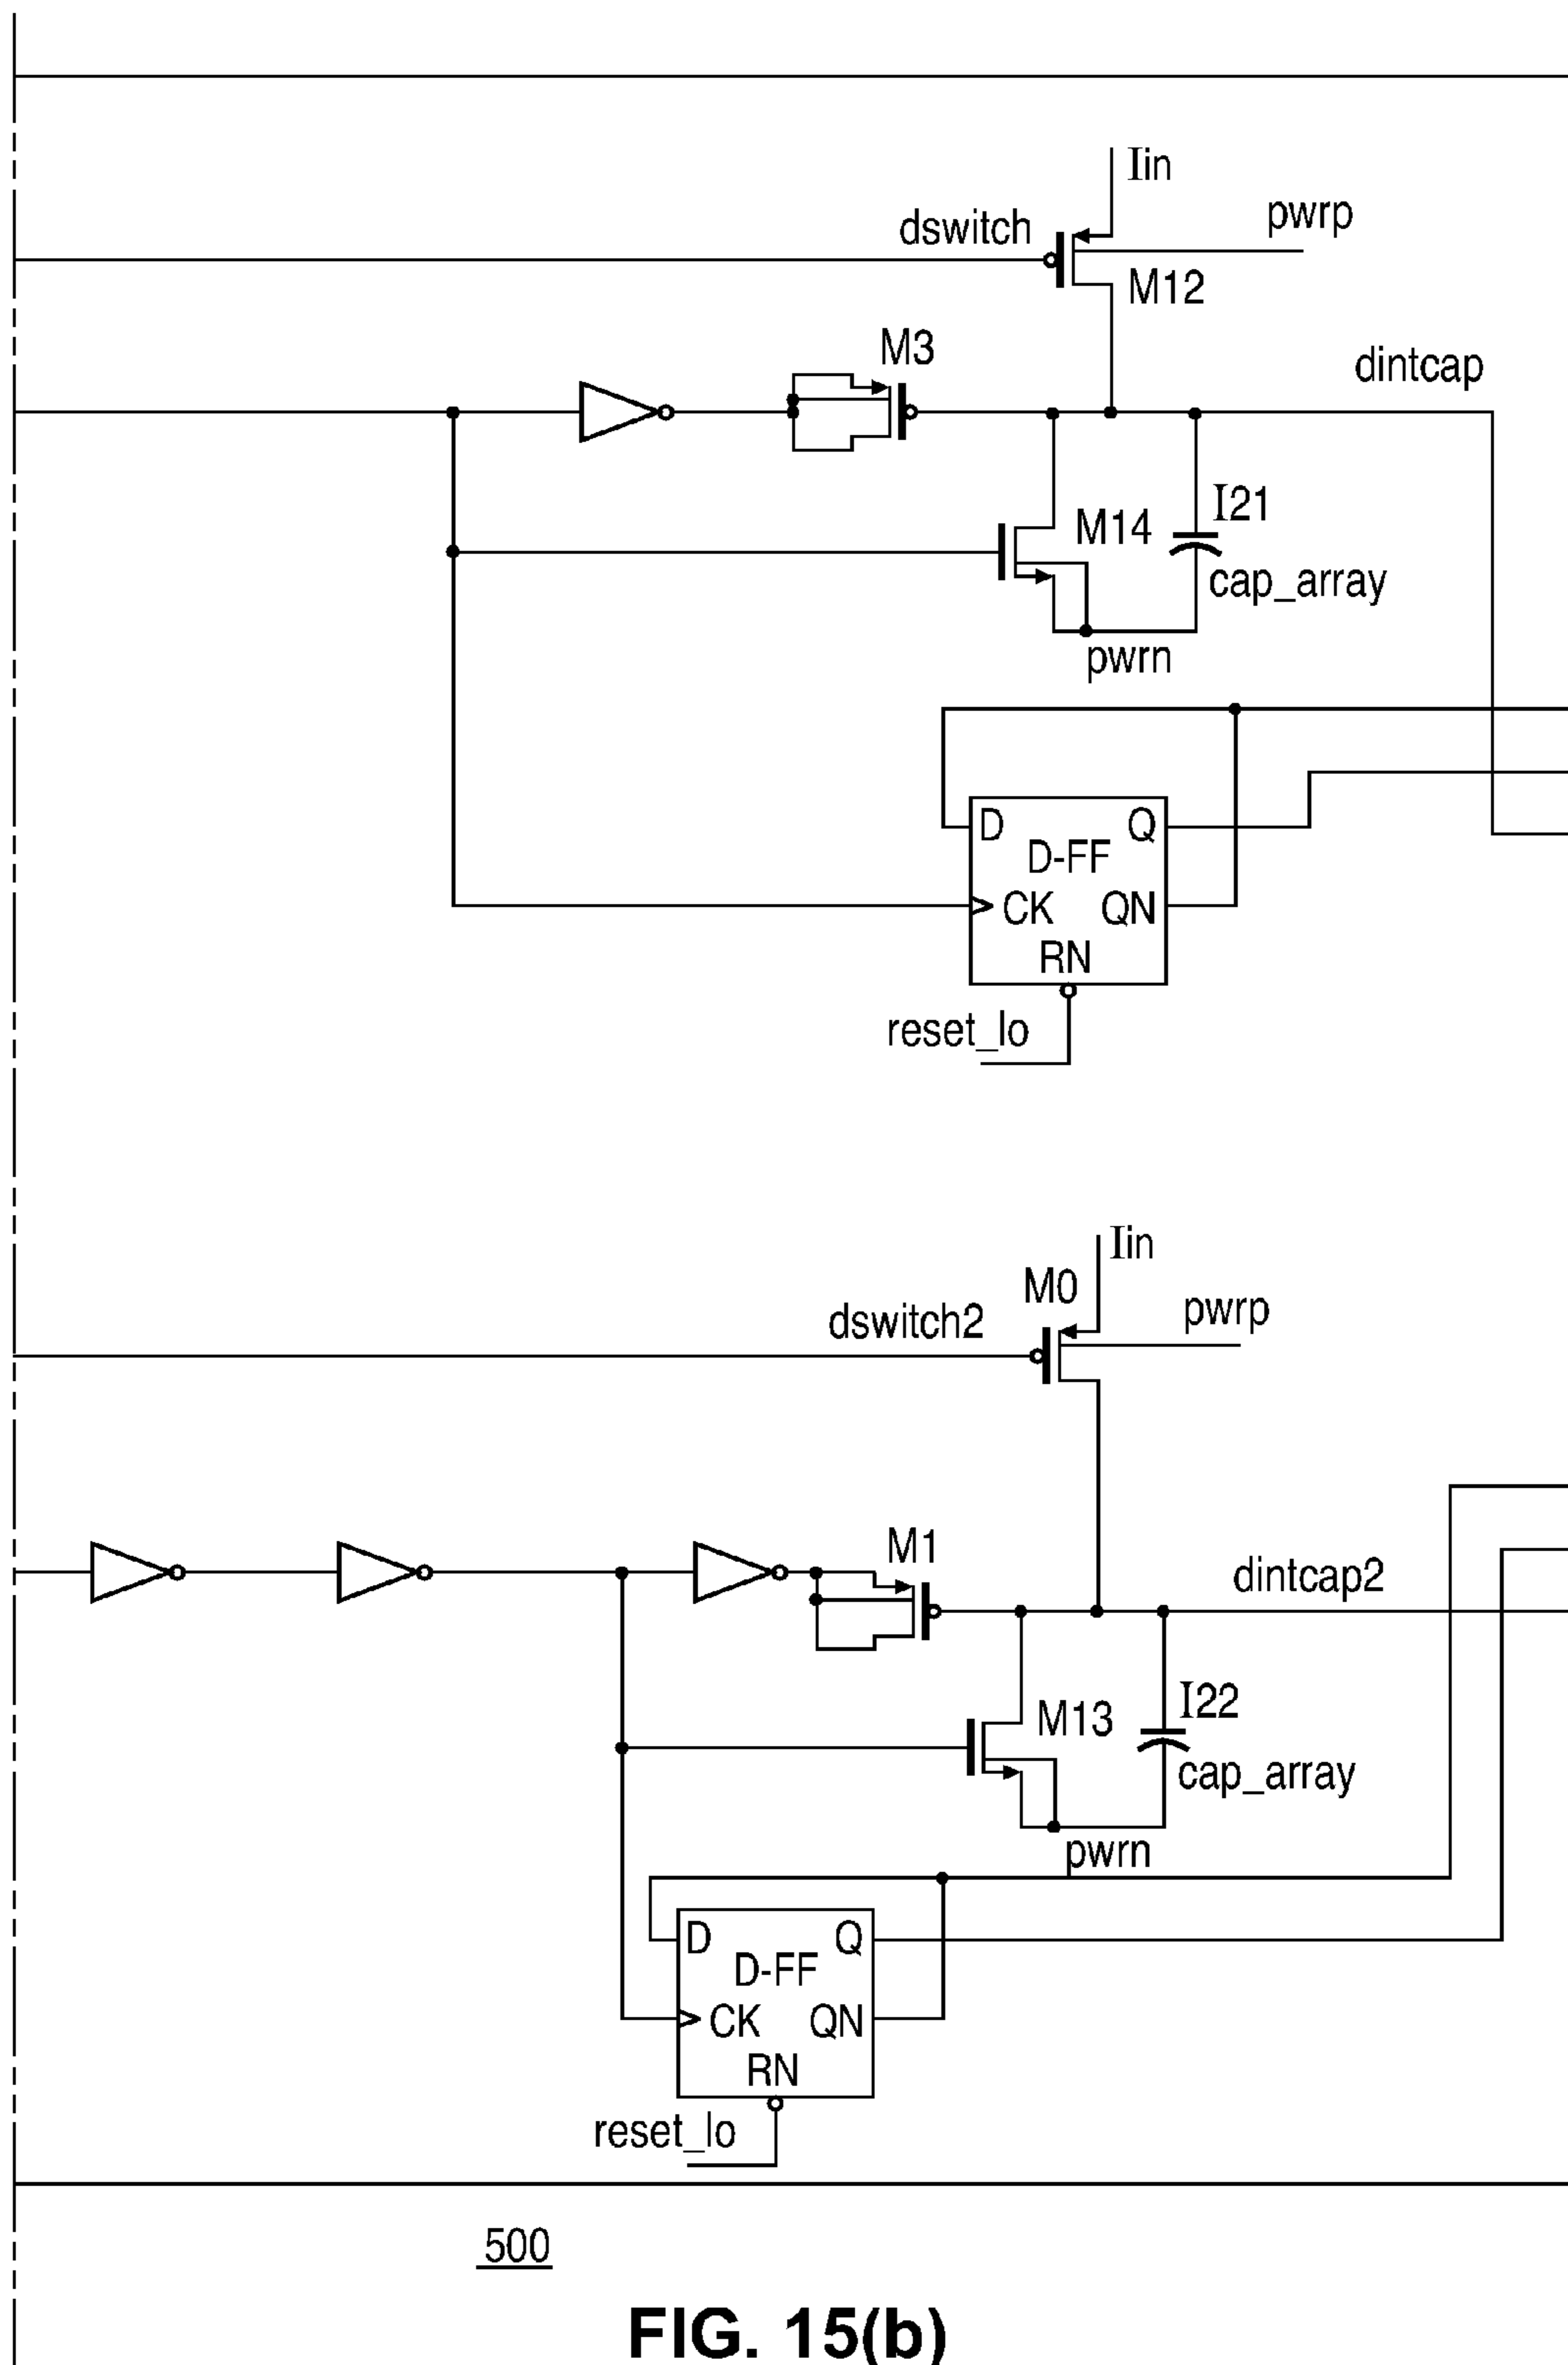 Iin
dswitch
pwrp
M12
M3
dintcap
I21
M14
cap_array
pwrn
D Q
D-FF
CK QN
RN
reset_lo
Iin
M0
pwrp
dswitch2
M1
dintcap2
I22
M13
cap_array
pwrn
D Q
D-FF
CK QN
RN
reset_lo
500
FIG. 15(b)